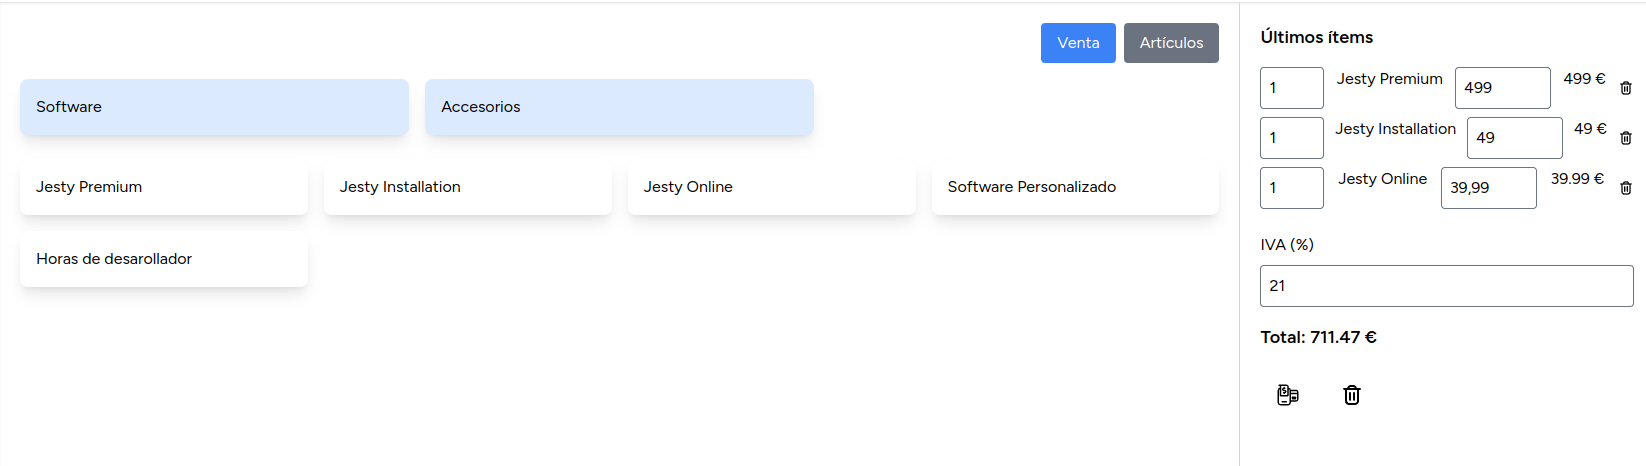 Venta Artículos
Software Accesorios
Jesty Premium Jesty Installation Jesty Online Software Personalizado
Horas de desarollador
Últimos ítems
1 Jesty Premium 499 499 €
1 Jesty Installation 49 49 €
1 Jesty Online 39,99 39.99 €
IVA (%)
21
Total: 711.47 €